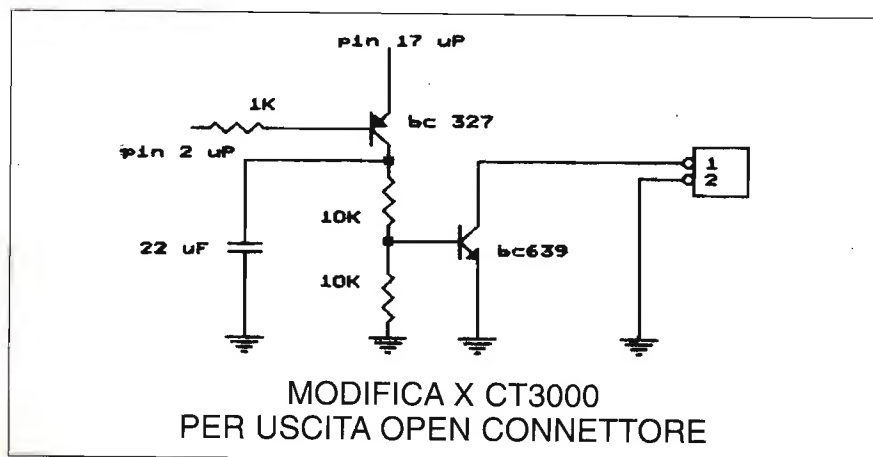 pin 17 uP
1K
bc 327
pin 2 uP
1
2
10K
22 uF
bc639
10K
MODIFICA X CT3000
PER USCITA OPEN CONNETTORE